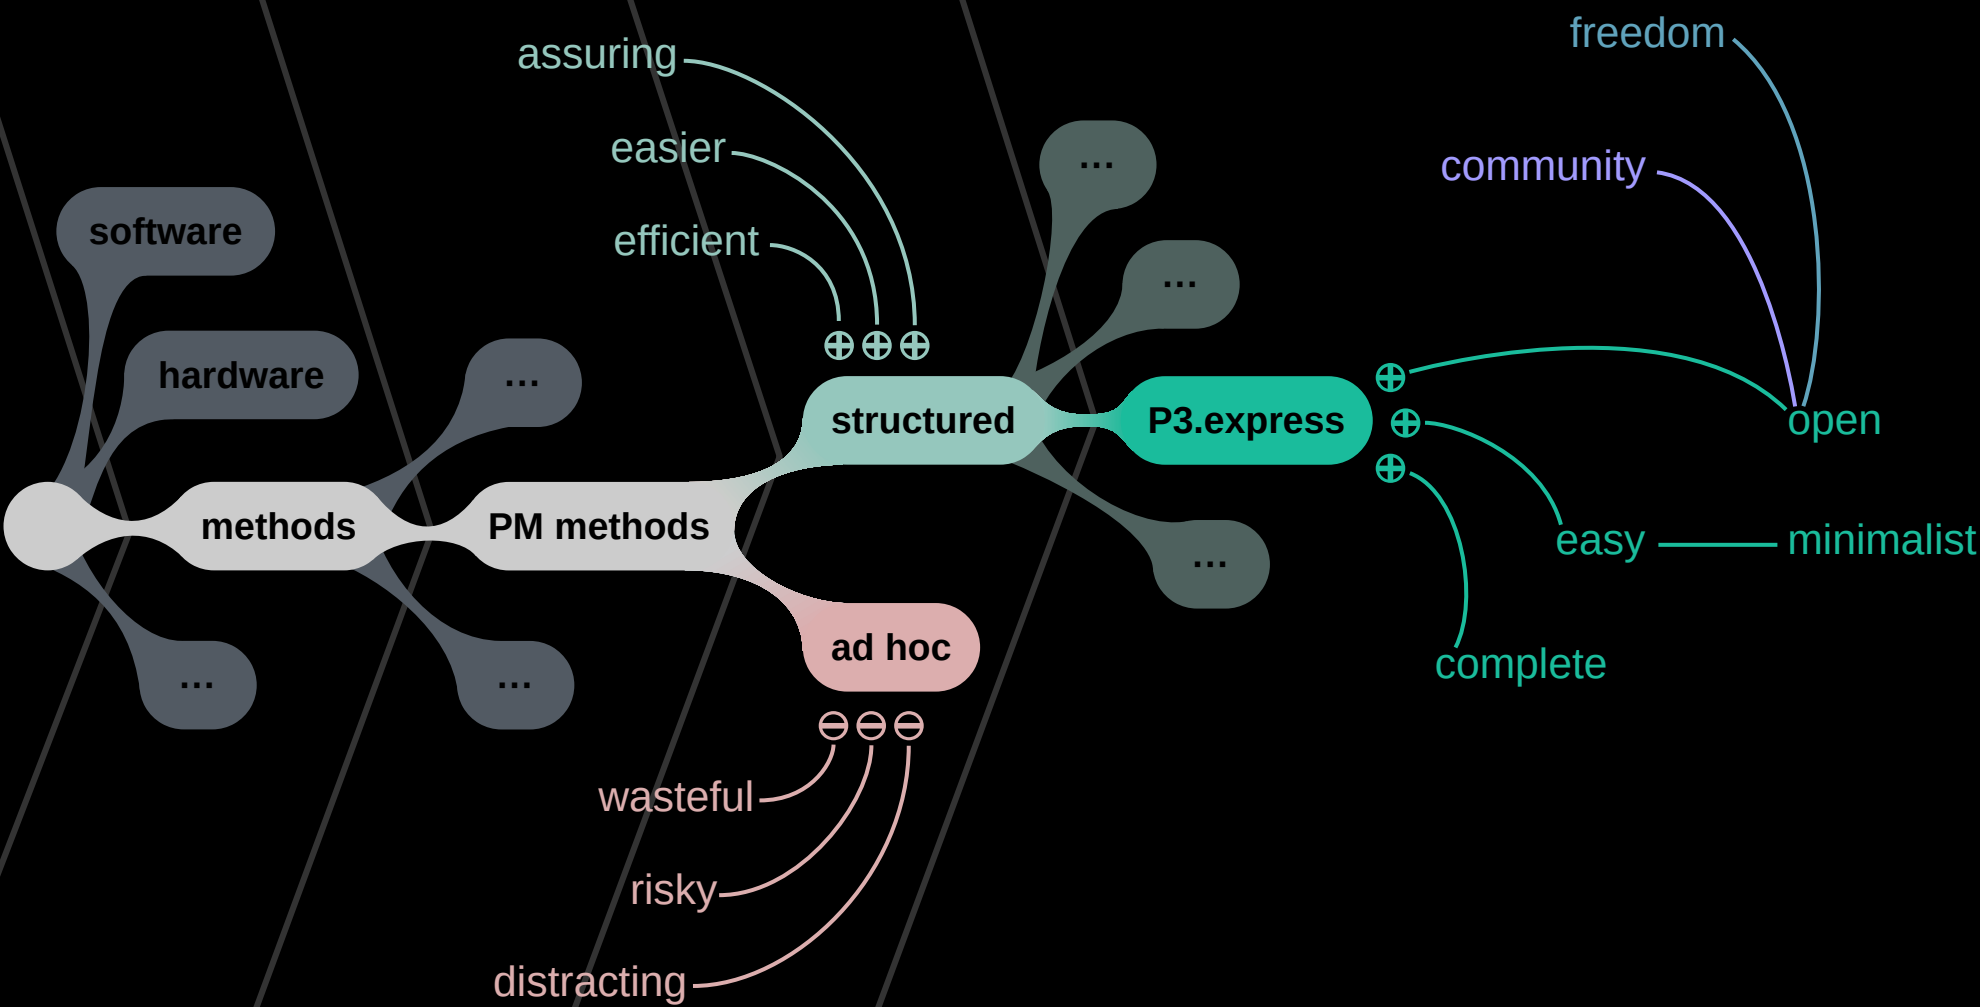 freedom
assuring
community
easier
...
software
efficient
...
hardware
...
structured
P3.express
open
methods
PM methods
easy
minimalist
...
ad hoc
complete
...
...
wasteful
risky
distracting